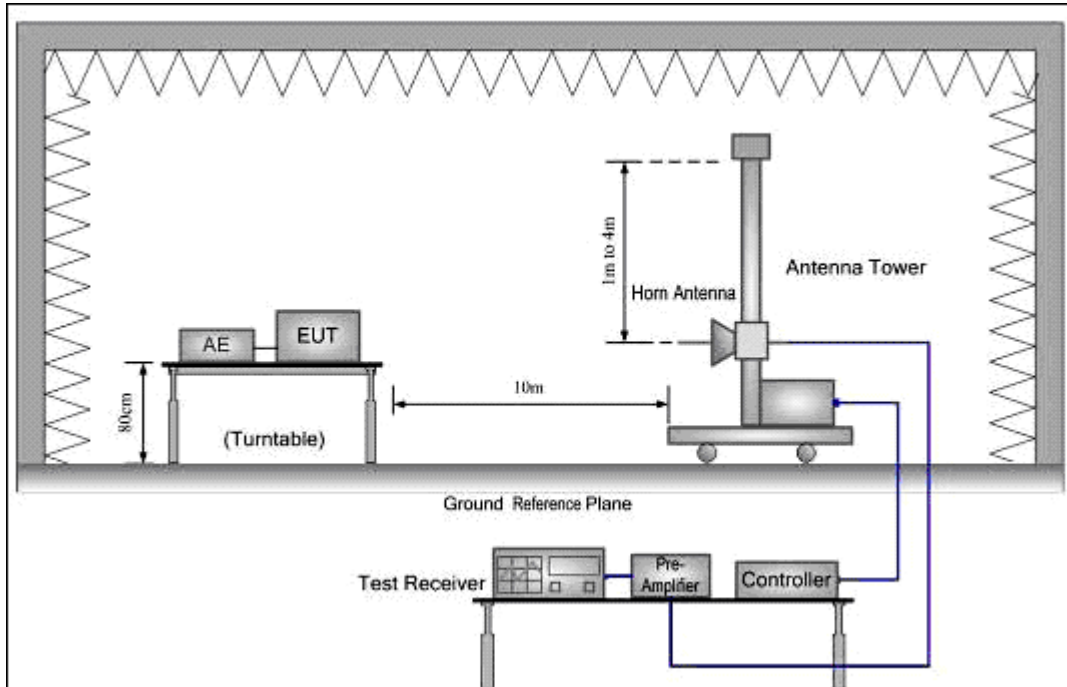 1m to 4m
Antenna Tower
Horn Antenna
AE
EUT
10m
80cm
(Turntable)
Ground Reference Plane
Test Receiver
Pre-
Amplifier
Controller